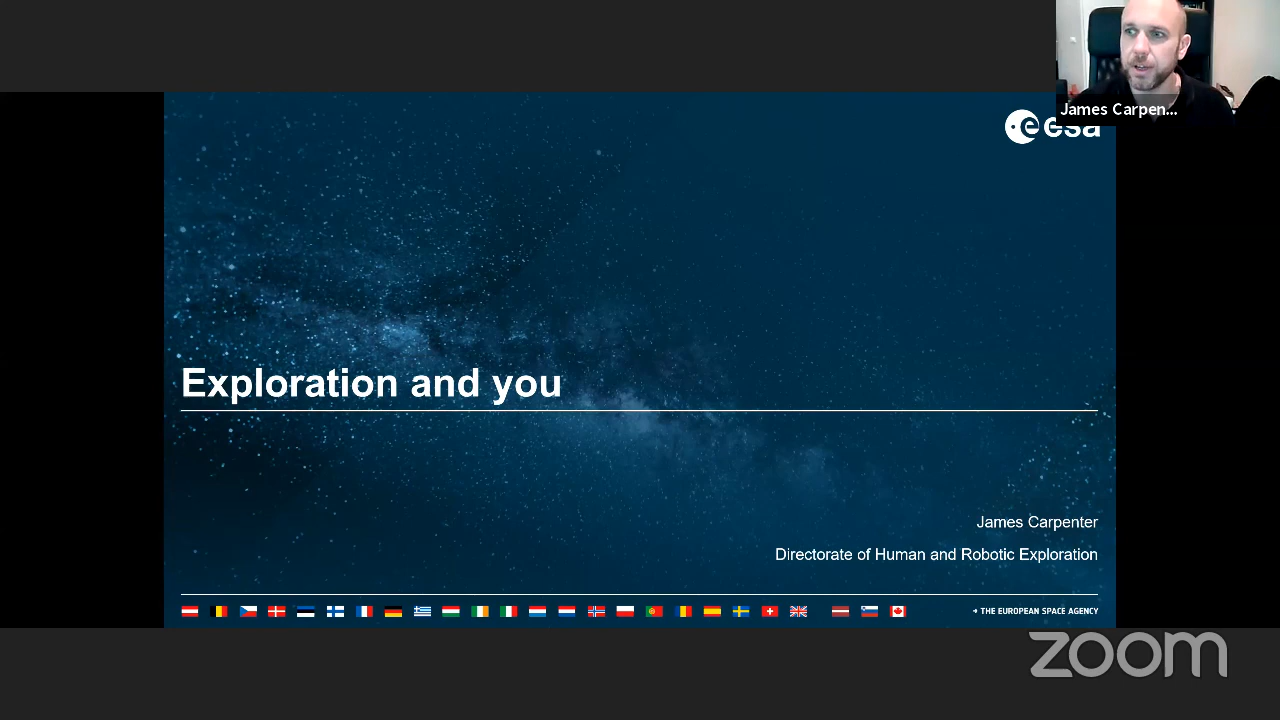 James Carpen...
esa
Exploration and you
James Carpenter
Directorate of Human and Robotic Exploration
→ THE EUROPEAN SPACE AGENCY
zoom